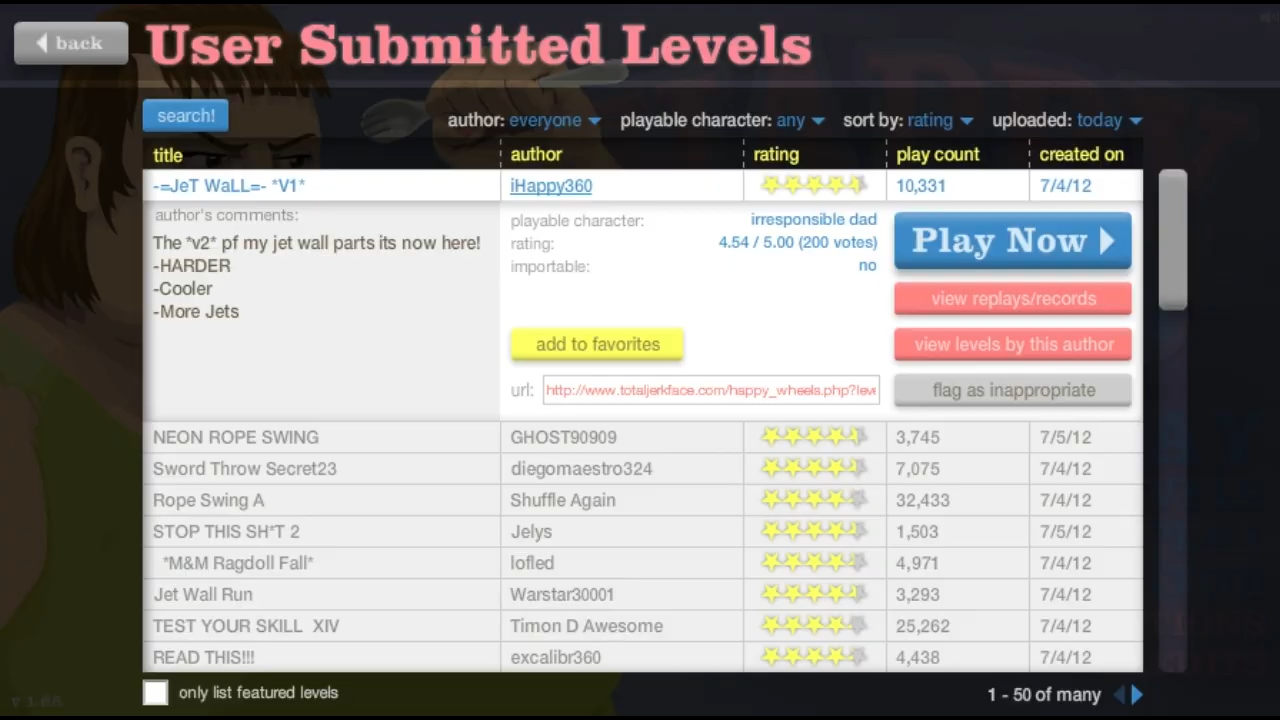 back
User Submitted Levels
search!
author: everyone playable character: any sort by: rating uploaded: today
title author rating play count created on
-=JeT WaLL=- *V1* iHappy360 10,331 7/4/12
author's comments:
The *v2* pf my jet wall parts its now here!
-HARDER
-Cooler
-More Jets
playable character: irresponsible dad
rating: 4.54 / 5.00 (200 votes)
importable: no
add to favorites
url: http://www.totaljerkface.com/happy_wheels.php?leve
Play Now
view replays/records
view levels by this author
flag as inappropriate
NEON ROPE SWING GHOST90909 3,745 7/5/12
Sword Throw Secret23 diegomaestro324 7,075 7/4/12
Rope Swing A Shuffle Again 32,433 7/4/12
STOP THIS SH*T 2 Jelys 1,503 7/5/12
*M&M Ragdoll Fall* lofled 4,971 7/4/12
Jet Wall Run Warstar30001 3,293 7/4/12
TEST YOUR SKILL XIV Timon D Awesome 25,262 7/4/12
READ THIS!!! excalibr360 4,438 7/4/12
only list featured levels
1 - 50 of many